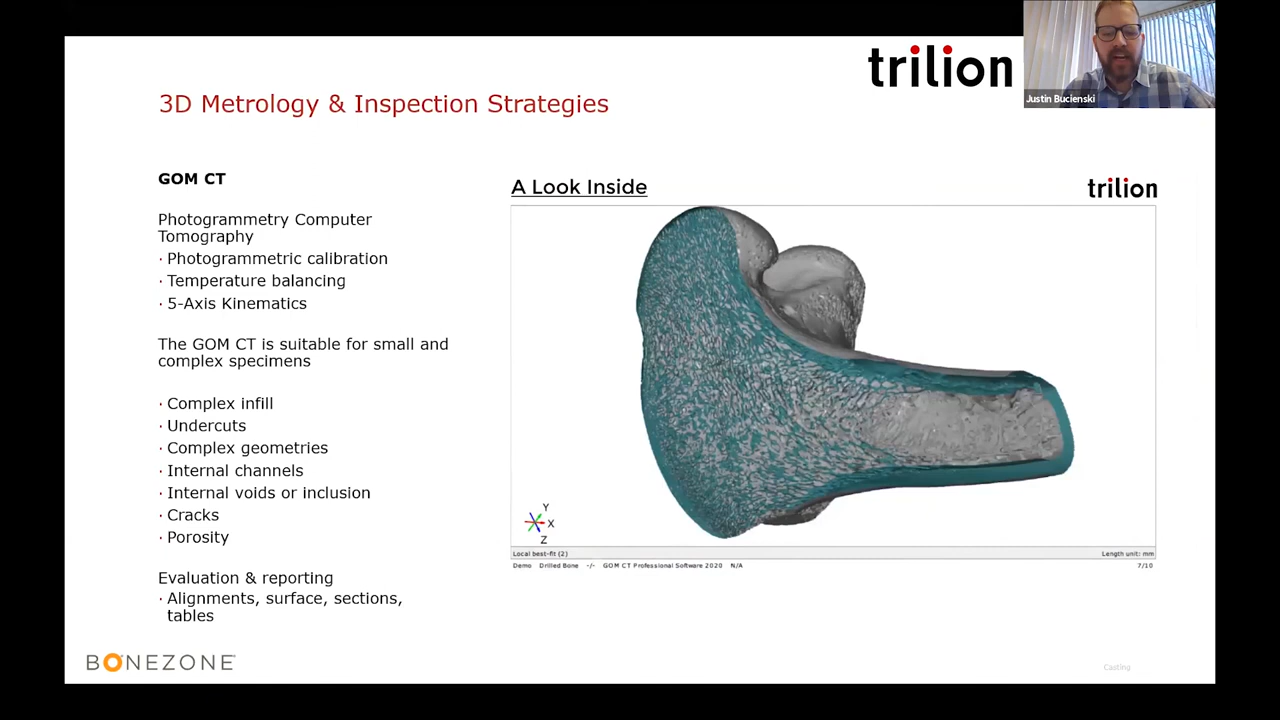 trilion
Justin Bucienski
3D Metrology & Inspection Strategies
GOM CT
Photogrammetry Computer
Tomography
· Photogrammetric calibration
· Temperature balancing
· 5-Axis Kinematics
The GOM CT is suitable for small and
complex specimens
· Complex infill
· Undercuts
· Complex geometries
· Internal channels
· Internal voids or inclusion
· Cracks
· Porosity
Evaluation & reporting
· Alignments, surface, sections,
tables
A Look Inside
trilion
Y
X
Z
Local best-fit (2)
Length unit: mm
Demo Drilled Bone -/- GOM CT Professional Software 2020 N/A
7/10
BONEZONE
Casting